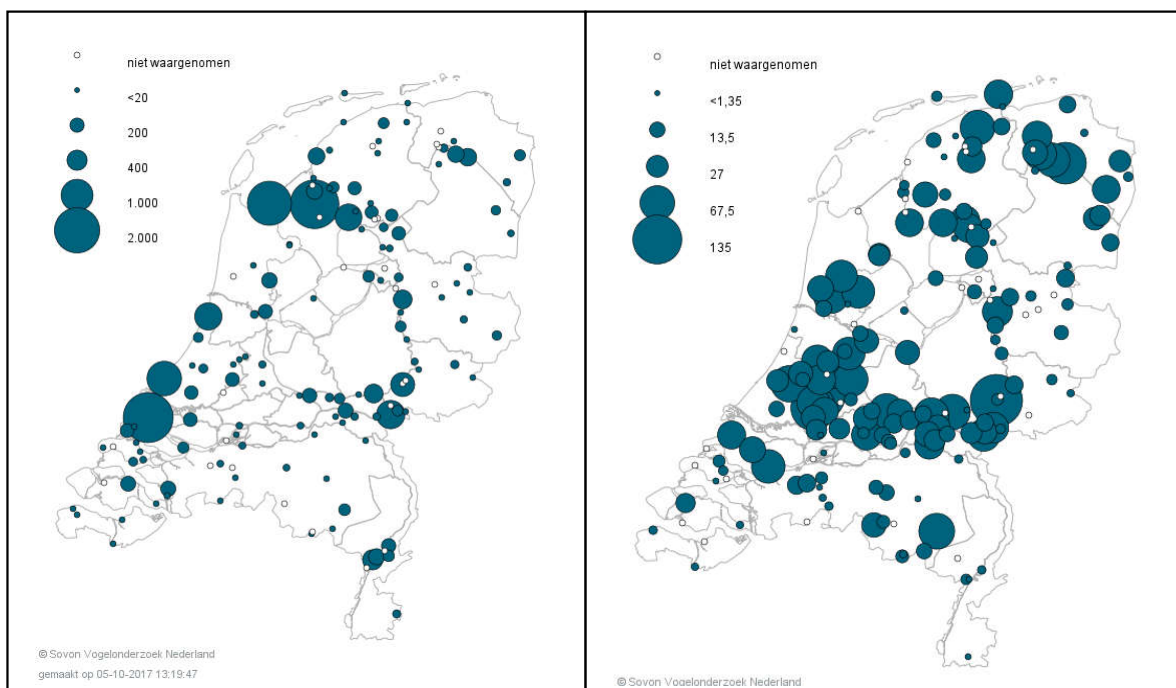 niet waargenomen
<20
200
400
1.000
2.000
© Sovon Vogelonderzoek Nederland
gemaakt op 05-10-2017 13:19:47
niet waargenomen
<1,35
13,5
27
67,5
135
© Sovon Vogelonderzoek Nederland